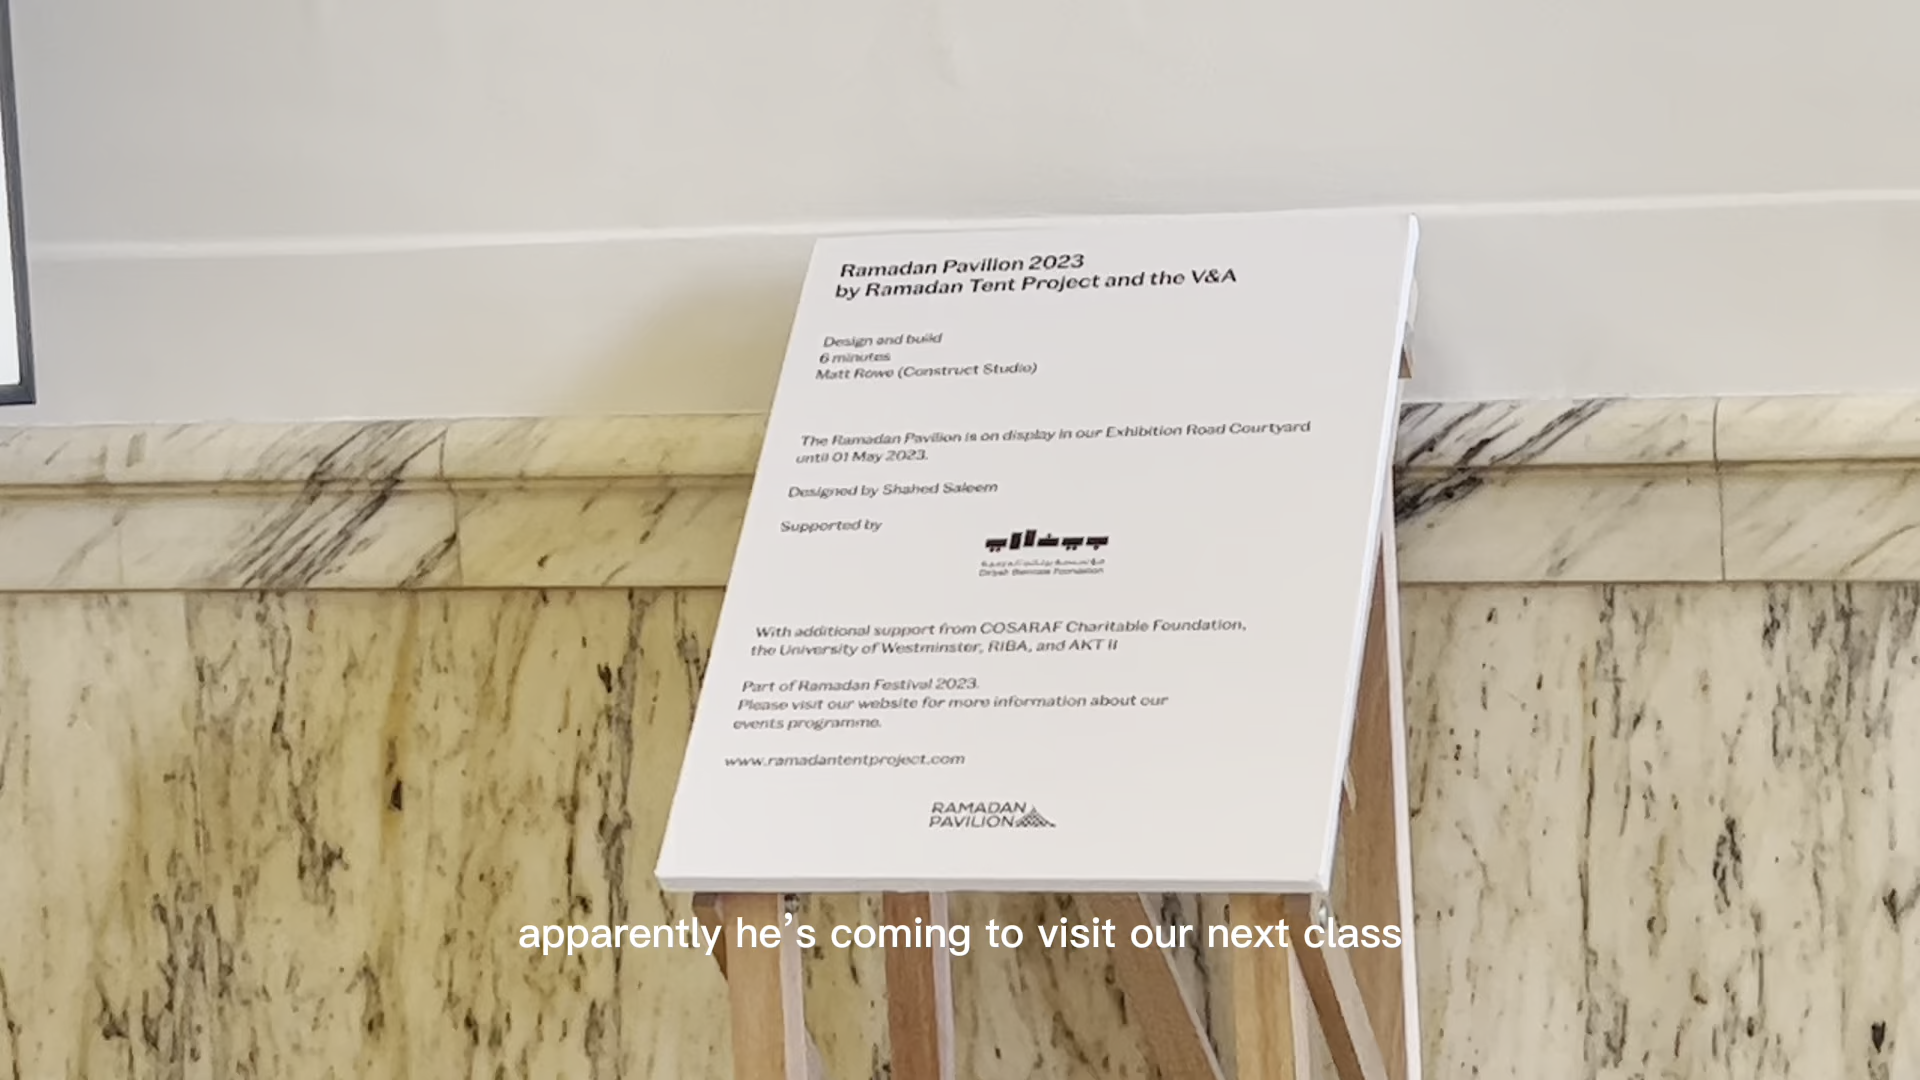 Ramadan Pavilion 2023
by Ramadan Tent Project and the V&A
Design and build
6 minutes
Matt Rowe (Construct Studio)
The Ramadan Pavilion is on display in our Exhibition Road Courtyard
until 01 May 2023.
Designed by Shahed Saleem
Supported by
Diriyah Biennale Foundation
With additional support from COSARAF Charitable Foundation,
the University of Westminster, RIBA, and AKT II
Part of Ramadan Festival 2023.
Please visit our website for more information about our
events programme.
www.ramadantentproject.com
RAMADAN
PAVILION
apparently he's coming to visit our next class